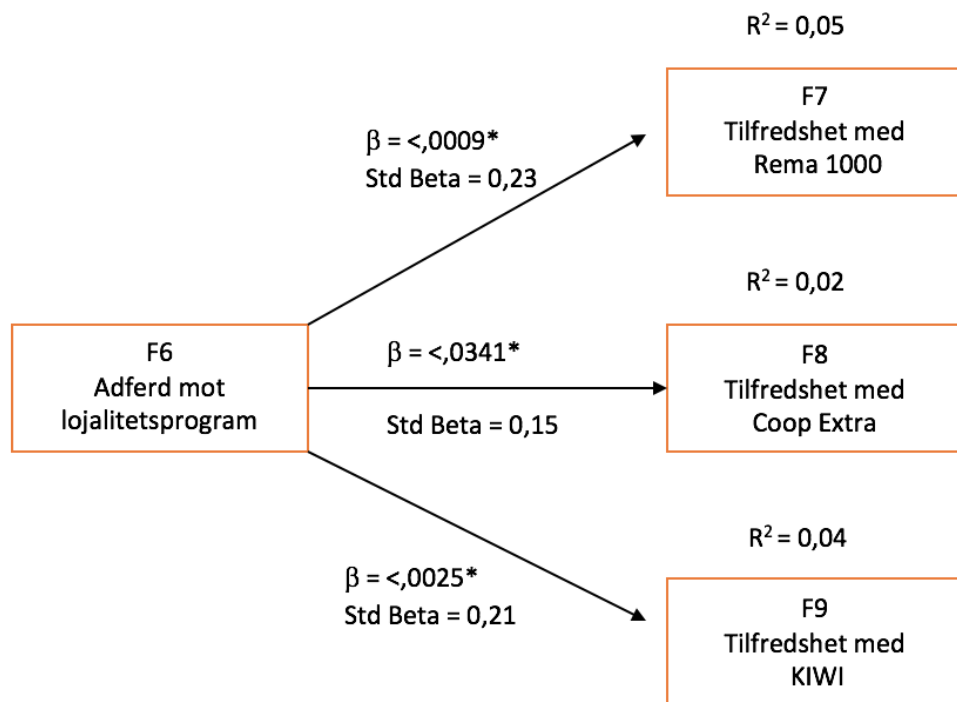 R² = 0,05
F7
Tilfredshet med
Rema 1000
β = <,0009*
Std Beta = 0,23
R² = 0,02
F6
Adferd mot
lojalitetsprogram
β = <,0341*
Std Beta = 0,15
F8
Tilfredshet med
Coop Extra
R² = 0,04
β = <,0025*
Std Beta = 0,21
F9
Tilfredshet med
KIWI